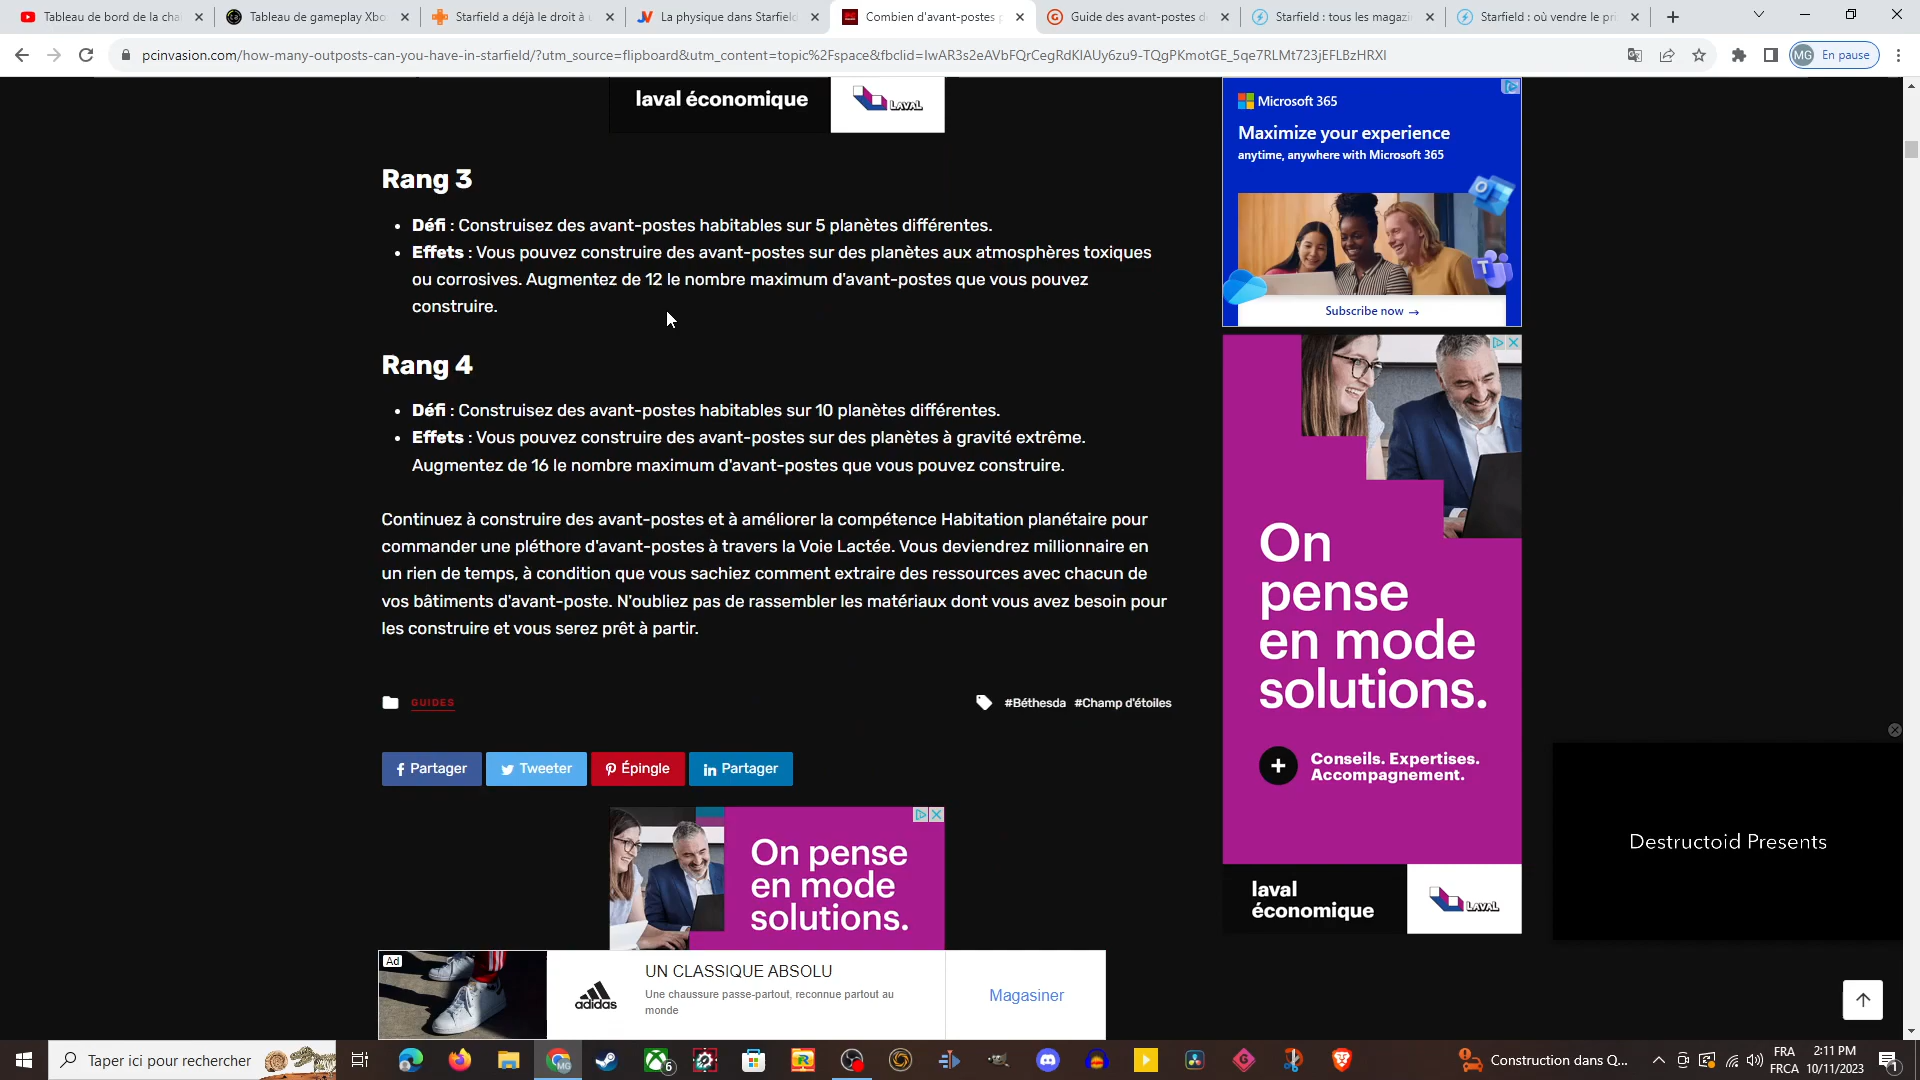 Tableau de bord de la cha
Tableau de gameplay Xbo
Starfield a déjà le droit à u
La physique dans Starfield
Combien d'avant-postes p
Guide des avant-postes d
Starfield : tous les magazi
Starfield : où vendre le pri
pcinvasion.com/how-many-outposts-can-you-have-in-starfield/?utm_source=flipboard&utm_content=topic%2Fspace&fbclid=IwAR3s2eAVbFQrCegRdKIAUy6zu9-TQgPKmotGE_5qe7RLMt723jEFLBzHRXI
MG En pause
laval économique
LAVAL
Rang 3
• Défi : Construisez des avant-postes habitables sur 5 planètes différentes.
• Effets : Vous pouvez construire des avant-postes sur des planètes aux atmosphères toxiques
ou corrosives. Augmentez de 12 le nombre maximum d'avant-postes que vous pouvez
construire.
Rang 4
• Défi : Construisez des avant-postes habitables sur 10 planètes différentes.
• Effets : Vous pouvez construire des avant-postes sur des planètes à gravité extrême.
Augmentez de 16 le nombre maximum d'avant-postes que vous pouvez construire.
Continuez à construire des avant-postes et à améliorer la compétence Habitation planétaire pour
commander une pléthore d'avant-postes à travers la Voie Lactée. Vous deviendrez millionnaire en
un rien de temps, à condition que vous sachiez comment extraire des ressources avec chacun de
vos bâtiments d'avant-poste. N'oubliez pas de rassembler les matériaux dont vous avez besoin pour
les construire et vous serez prêt à partir.
GUIDES
#Béthesda #Champ d'étoiles
Partager
Tweeter
Épingle
Partager
On pense
en mode
solutions.
Ad
adidas
UN CLASSIQUE ABSOLU
Une chaussure passe-partout, reconnue partout au
monde
Magasiner
Microsoft 365
Maximize your experience
anytime, anywhere with Microsoft 365
Subscribe now →
On
pense
en mode
solutions.
Conseils. Expertises.
Accompagnement.
laval
économique
LAVAL
Destructoid Presents
Taper ici pour rechercher
MG
6
Construction dans Q...
FRA
FRCA
2:11 PM
10/11/2023
1